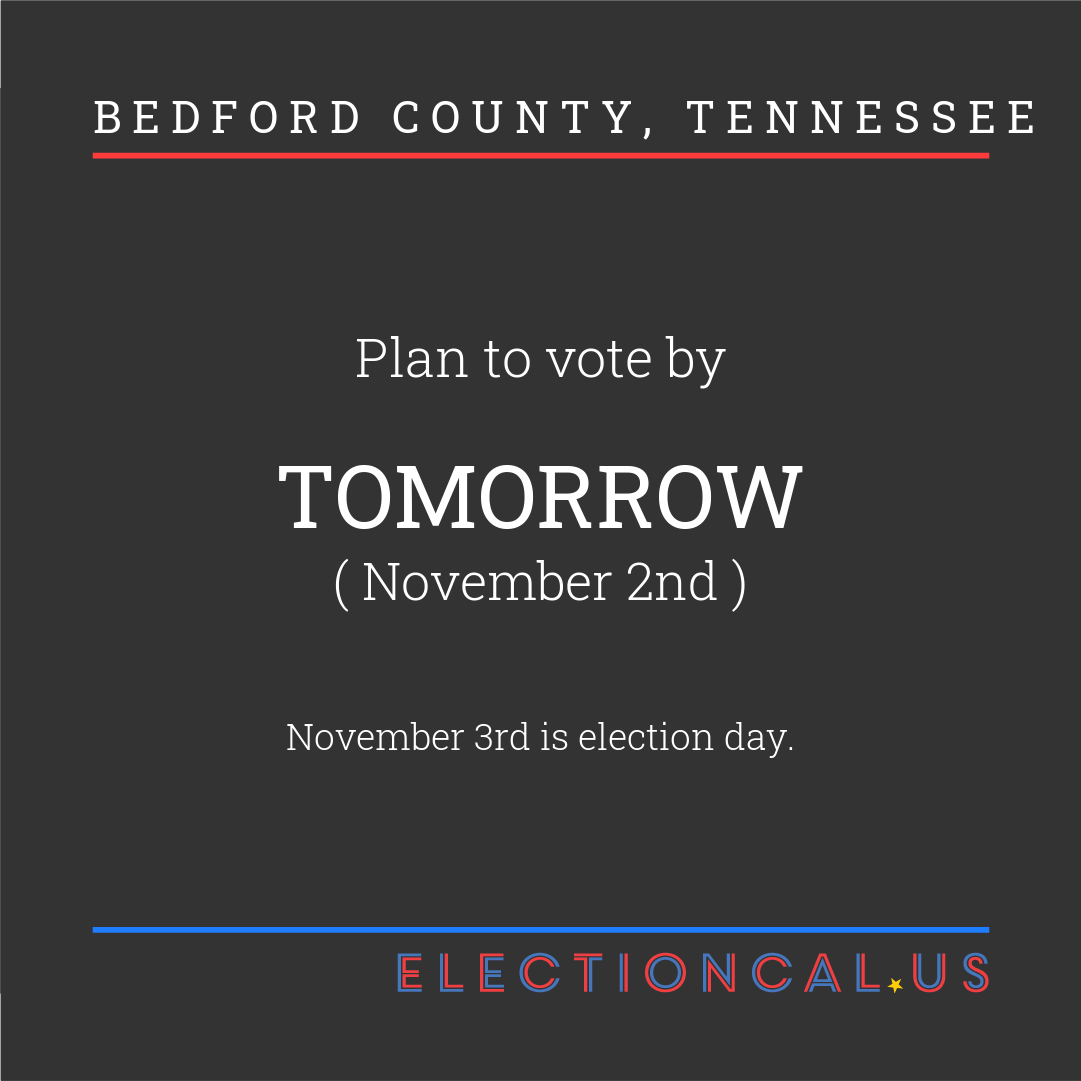 BEDFORD COUNTY, TENNESSEE
Plan to vote by
TOMORROW
( November 2nd )
November 3rd is election day.
ELECTIONCAL.US